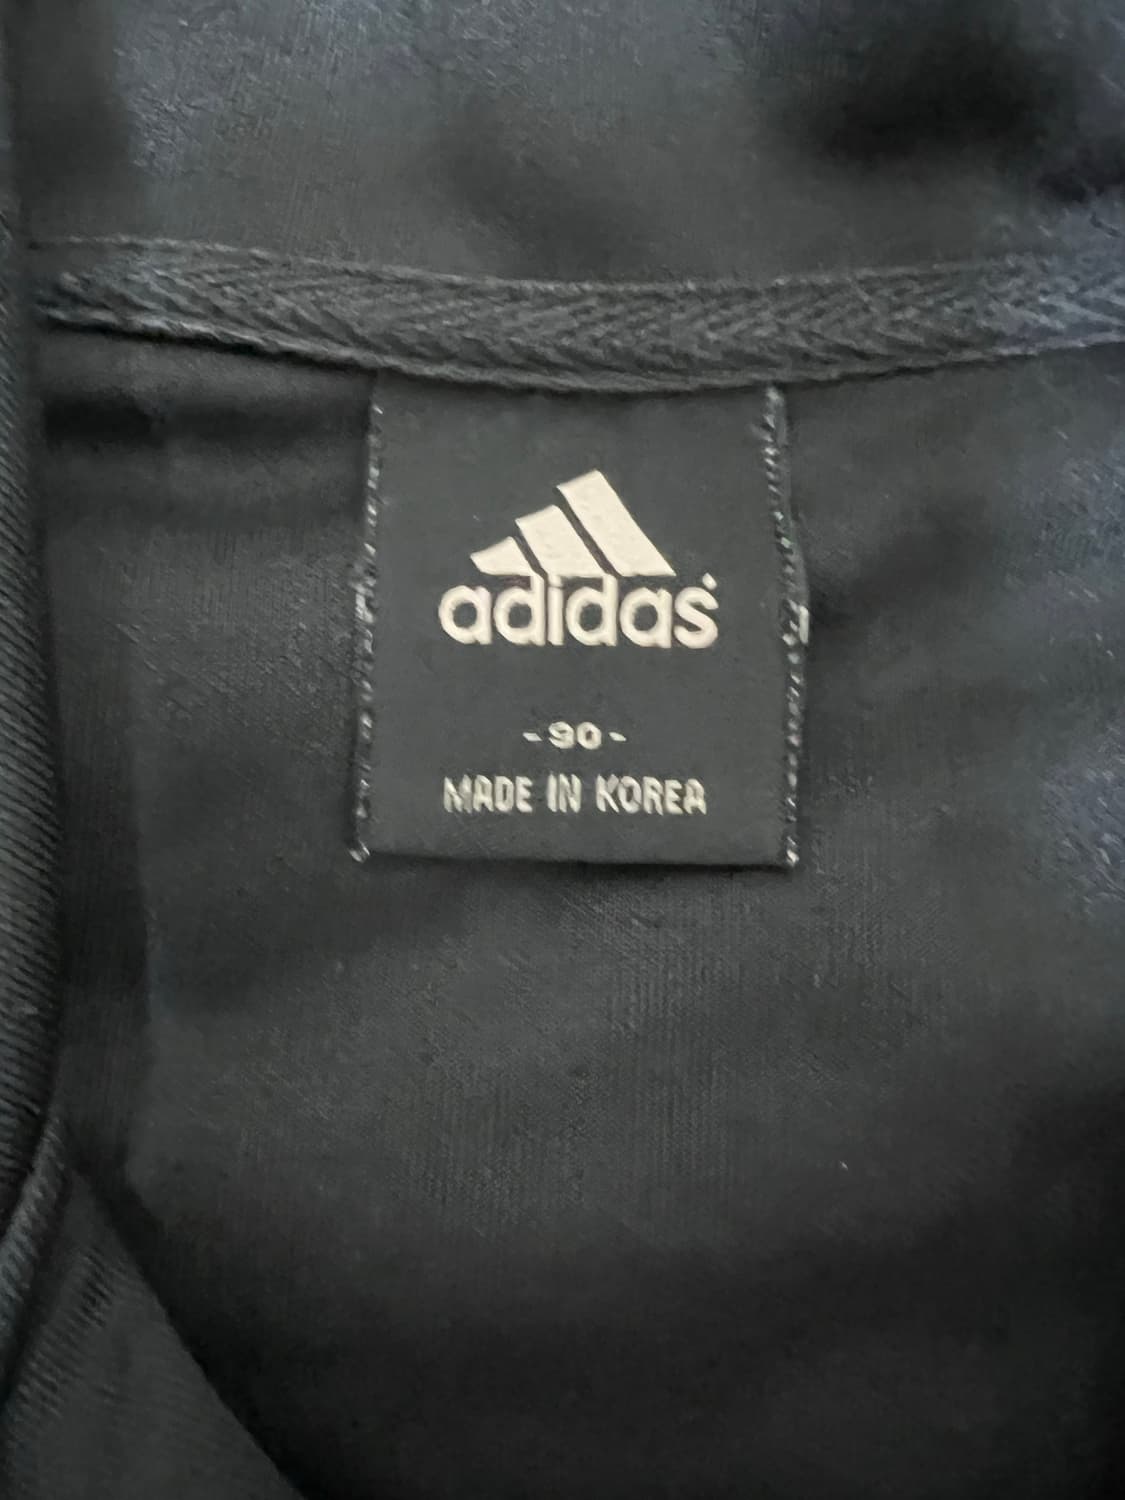 adidas
- 90 -
MADE IN KOREA